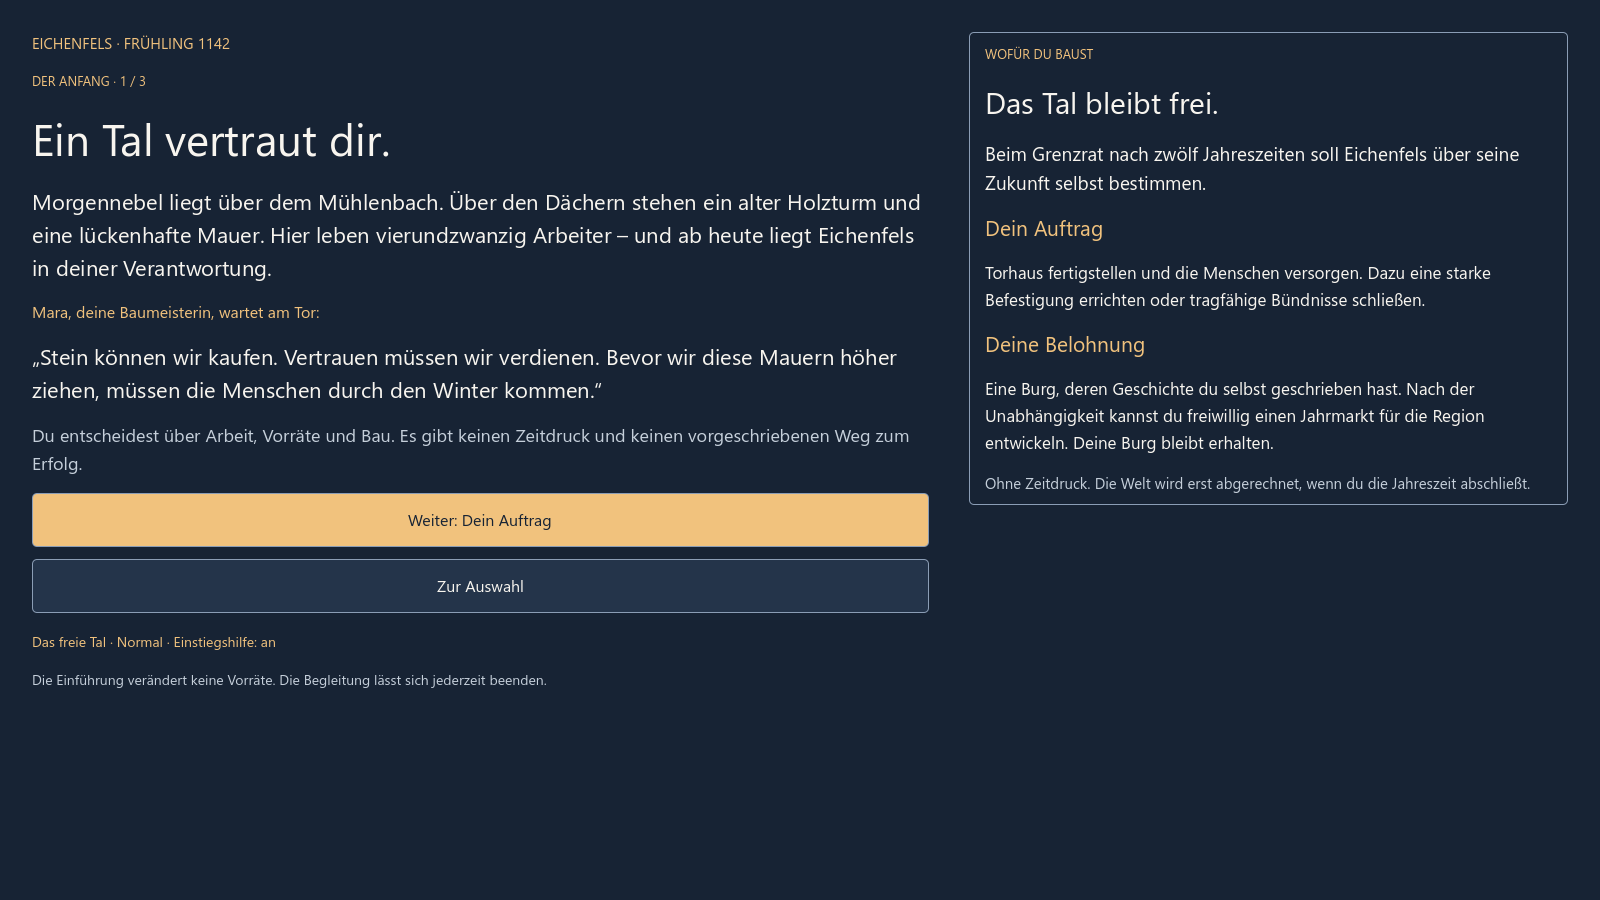 EICHENFELS · FRÜHLING 1142
DER ANFANG · 1 / 3
Ein Tal vertraut dir.
Morgennebel liegt über dem Mühlenbach. Über den Dächern stehen ein alter Holzturm und
eine lückenhafte Mauer. Hier leben vierundzwanzig Arbeiter – und ab heute liegt Eichenfels
in deiner Verantwortung.
Mara, deine Baumeisterin, wartet am Tor:
„Stein können wir kaufen. Vertrauen müssen wir verdienen. Bevor wir diese Mauern höher
ziehen, müssen die Menschen durch den Winter kommen.“
Du entscheidest über Arbeit, Vorräte und Bau. Es gibt keinen Zeitdruck und keinen vorgeschriebenen Weg zum
Erfolg.
Weiter: Dein Auftrag
Zur Auswahl
Das freie Tal · Normal · Einstiegshilfe: an
Die Einführung verändert keine Vorräte. Die Begleitung lässt sich jederzeit beenden.
WOFÜR DU BAUST
Das Tal bleibt frei.
Beim Grenzrat nach zwölf Jahreszeiten soll Eichenfels über seine
Zukunft selbst bestimmen.
Dein Auftrag
Torhaus fertigstellen und die Menschen versorgen. Dazu eine starke
Befestigung errichten oder tragfähige Bündnisse schließen.
Deine Belohnung
Eine Burg, deren Geschichte du selbst geschrieben hast. Nach der
Unabhängigkeit kannst du freiwillig einen Jahrmarkt für die Region
entwickeln. Deine Burg bleibt erhalten.
Ohne Zeitdruck. Die Welt wird erst abgerechnet, wenn du die Jahreszeit abschließt.